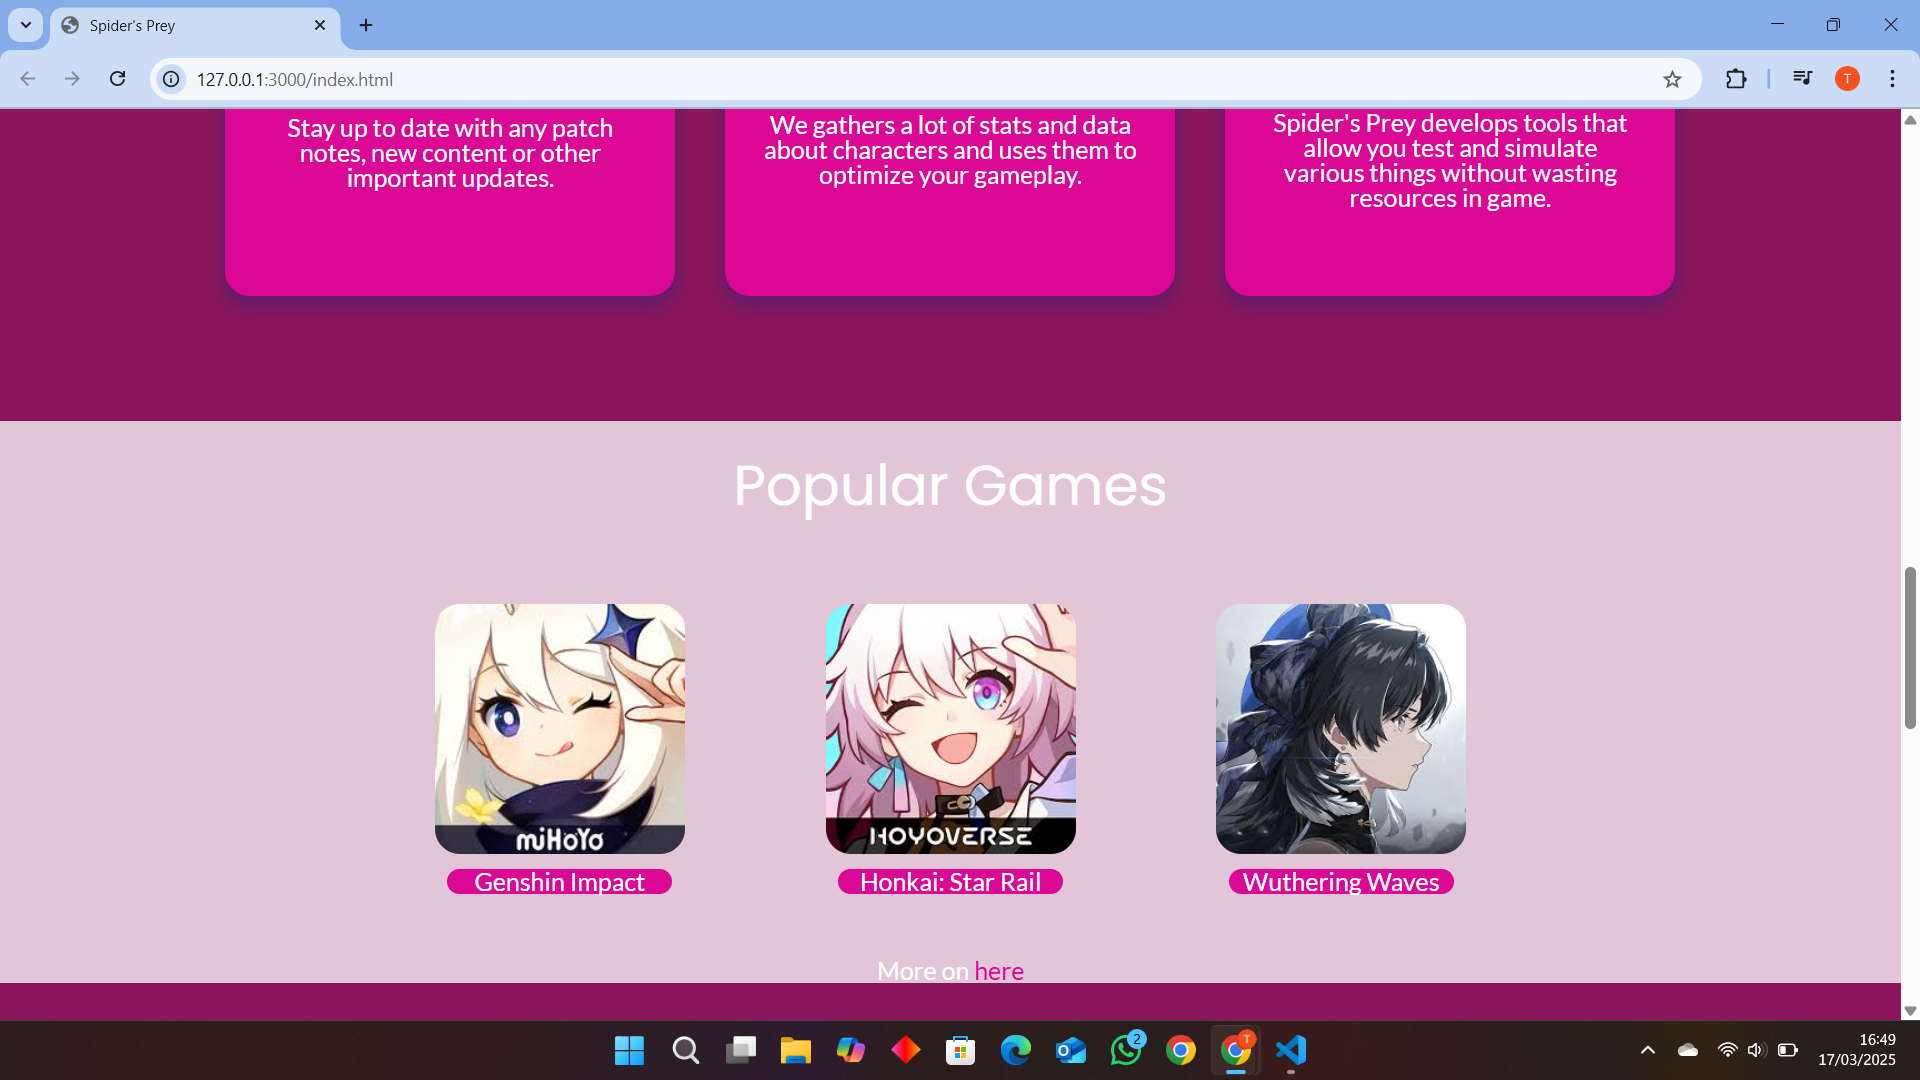 Spider's Prey
127.0.0.1:3000/index.html
T
Stay up to date with any patch
notes, new content or other
important updates.
We gathers a lot of stats and data
about characters and uses them to
optimize your gameplay.
Spider's Prey develops tools that
allow you test and simulate
various things without wasting
resources in game.
Popular Games
miHoYo
HOYOVERSE
Genshin Impact
Honkai: Star Rail
Wuthering Waves
More on here
2
T
16:49
17/03/2025